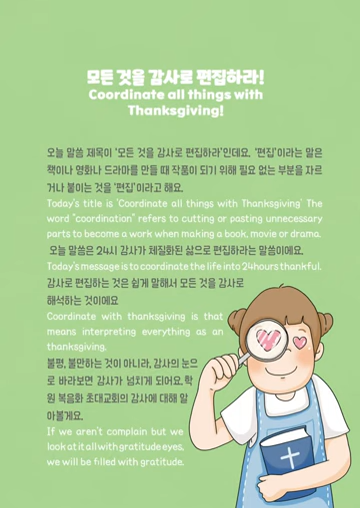 모든 것을 감사로 편집하라!
Coordinate all things with
Thanksgiving!
오늘 말씀 제목이 '모든 것을 감사로 편집하라'인데요, '편집'이라는 말은
책이나 영화나 드라마를 만들 때 작품이 되기 위해 필요 없는 부분을 자르
거나 붙이는 것을 '편집'이라고 해요.
Today's title is 'Coordinate all things with Thanksgiving' The
word "coordination" refers to cutting or pasting unnecessary
parts to become a work when making a book, movie or drama.
오늘 말씀은 24시 감사가 체질화된 삶으로 편집하라는 말씀이에요.
Today's message is to coordinate the life into 24hours thankful.
감사로 편집하는 것은 쉽게 말해서 모든 것을 감사로
해석하는 것이에요
Coordinate with thanksgiving is that
means interpreting everything as an
thanksgiving.
불평, 불만하는 것이 아니라, 감사의 눈으
로 바라보면 감사가 넘치게 되어요. 학
원 복음화 초대교회의 감사에 대해 알
아볼게요.
If we aren't complain but we
look at it all with gratitude eyes,
we will be filled with gratitude.